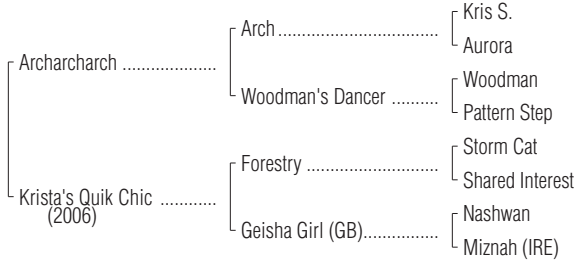 Kris S.
Arch
Aurora
Archarcharch
Woodman
Woodman's Dancer
Pattern Step
Storm Cat
Forestry
Shared Interest
Krista's Quik Chic
(2006)
Nashwan
Geisha Girl (GB)
Miznah (IRE)